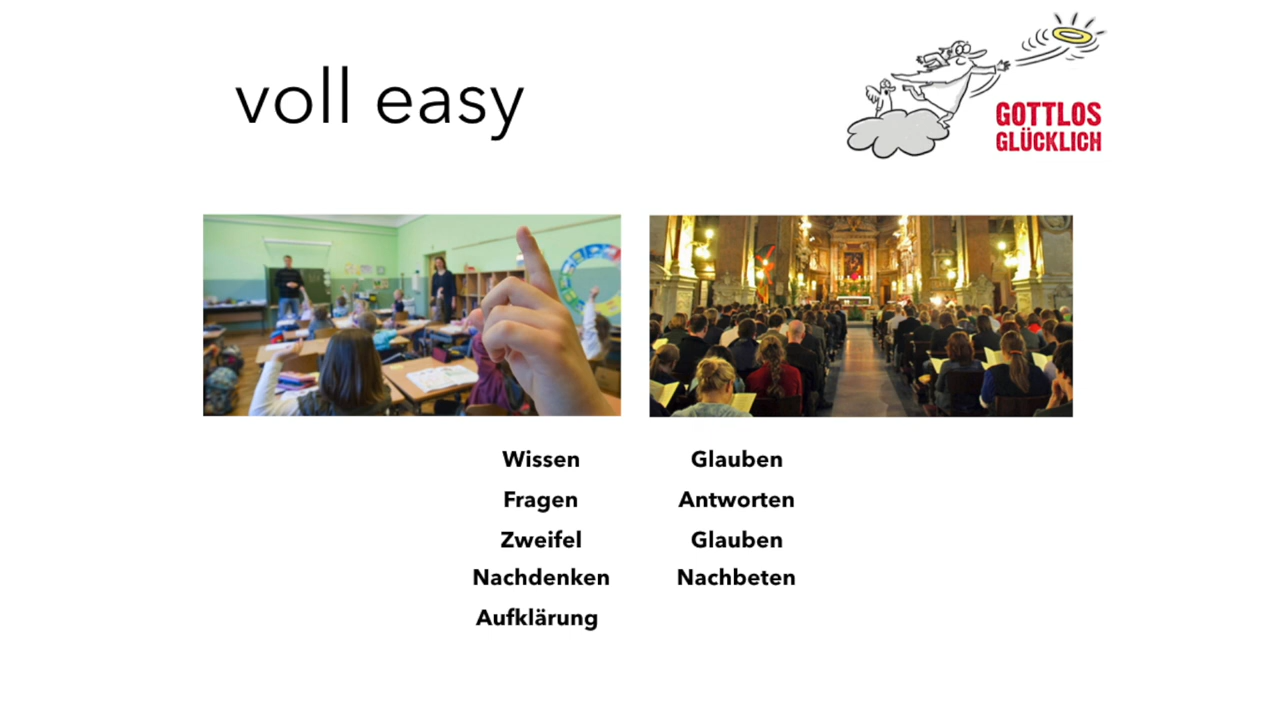 voll easy
GOTTLOS
GLÜCKLICH
Wissen Glauben
Fragen Antworten
Zweifel Glauben
Nachdenken Nachbeten
Aufklärung